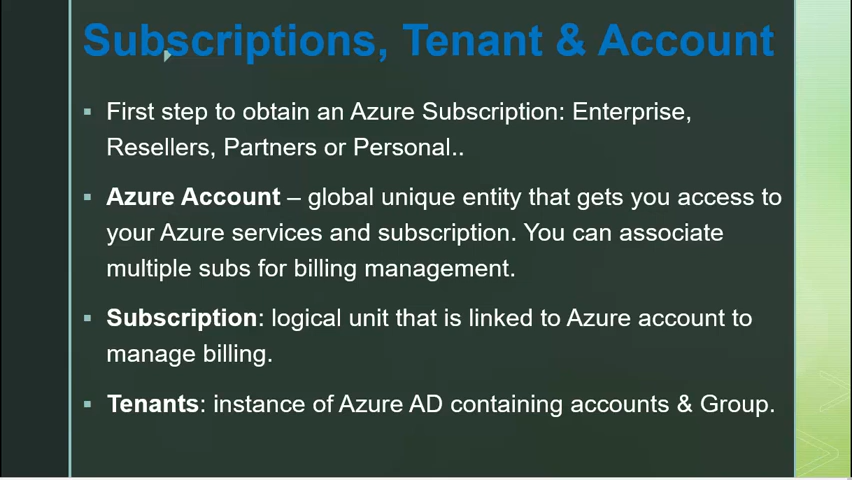 Subscriptions, Tenant & Account
▪ First step to obtain an Azure Subscription: Enterprise,
Resellers, Partners or Personal..
▪ Azure Account – global unique entity that gets you access to
your Azure services and subscription. You can associate
multiple subs for billing management.
▪ Subscription: logical unit that is linked to Azure account to
manage billing.
▪ Tenants: instance of Azure AD containing accounts & Group.